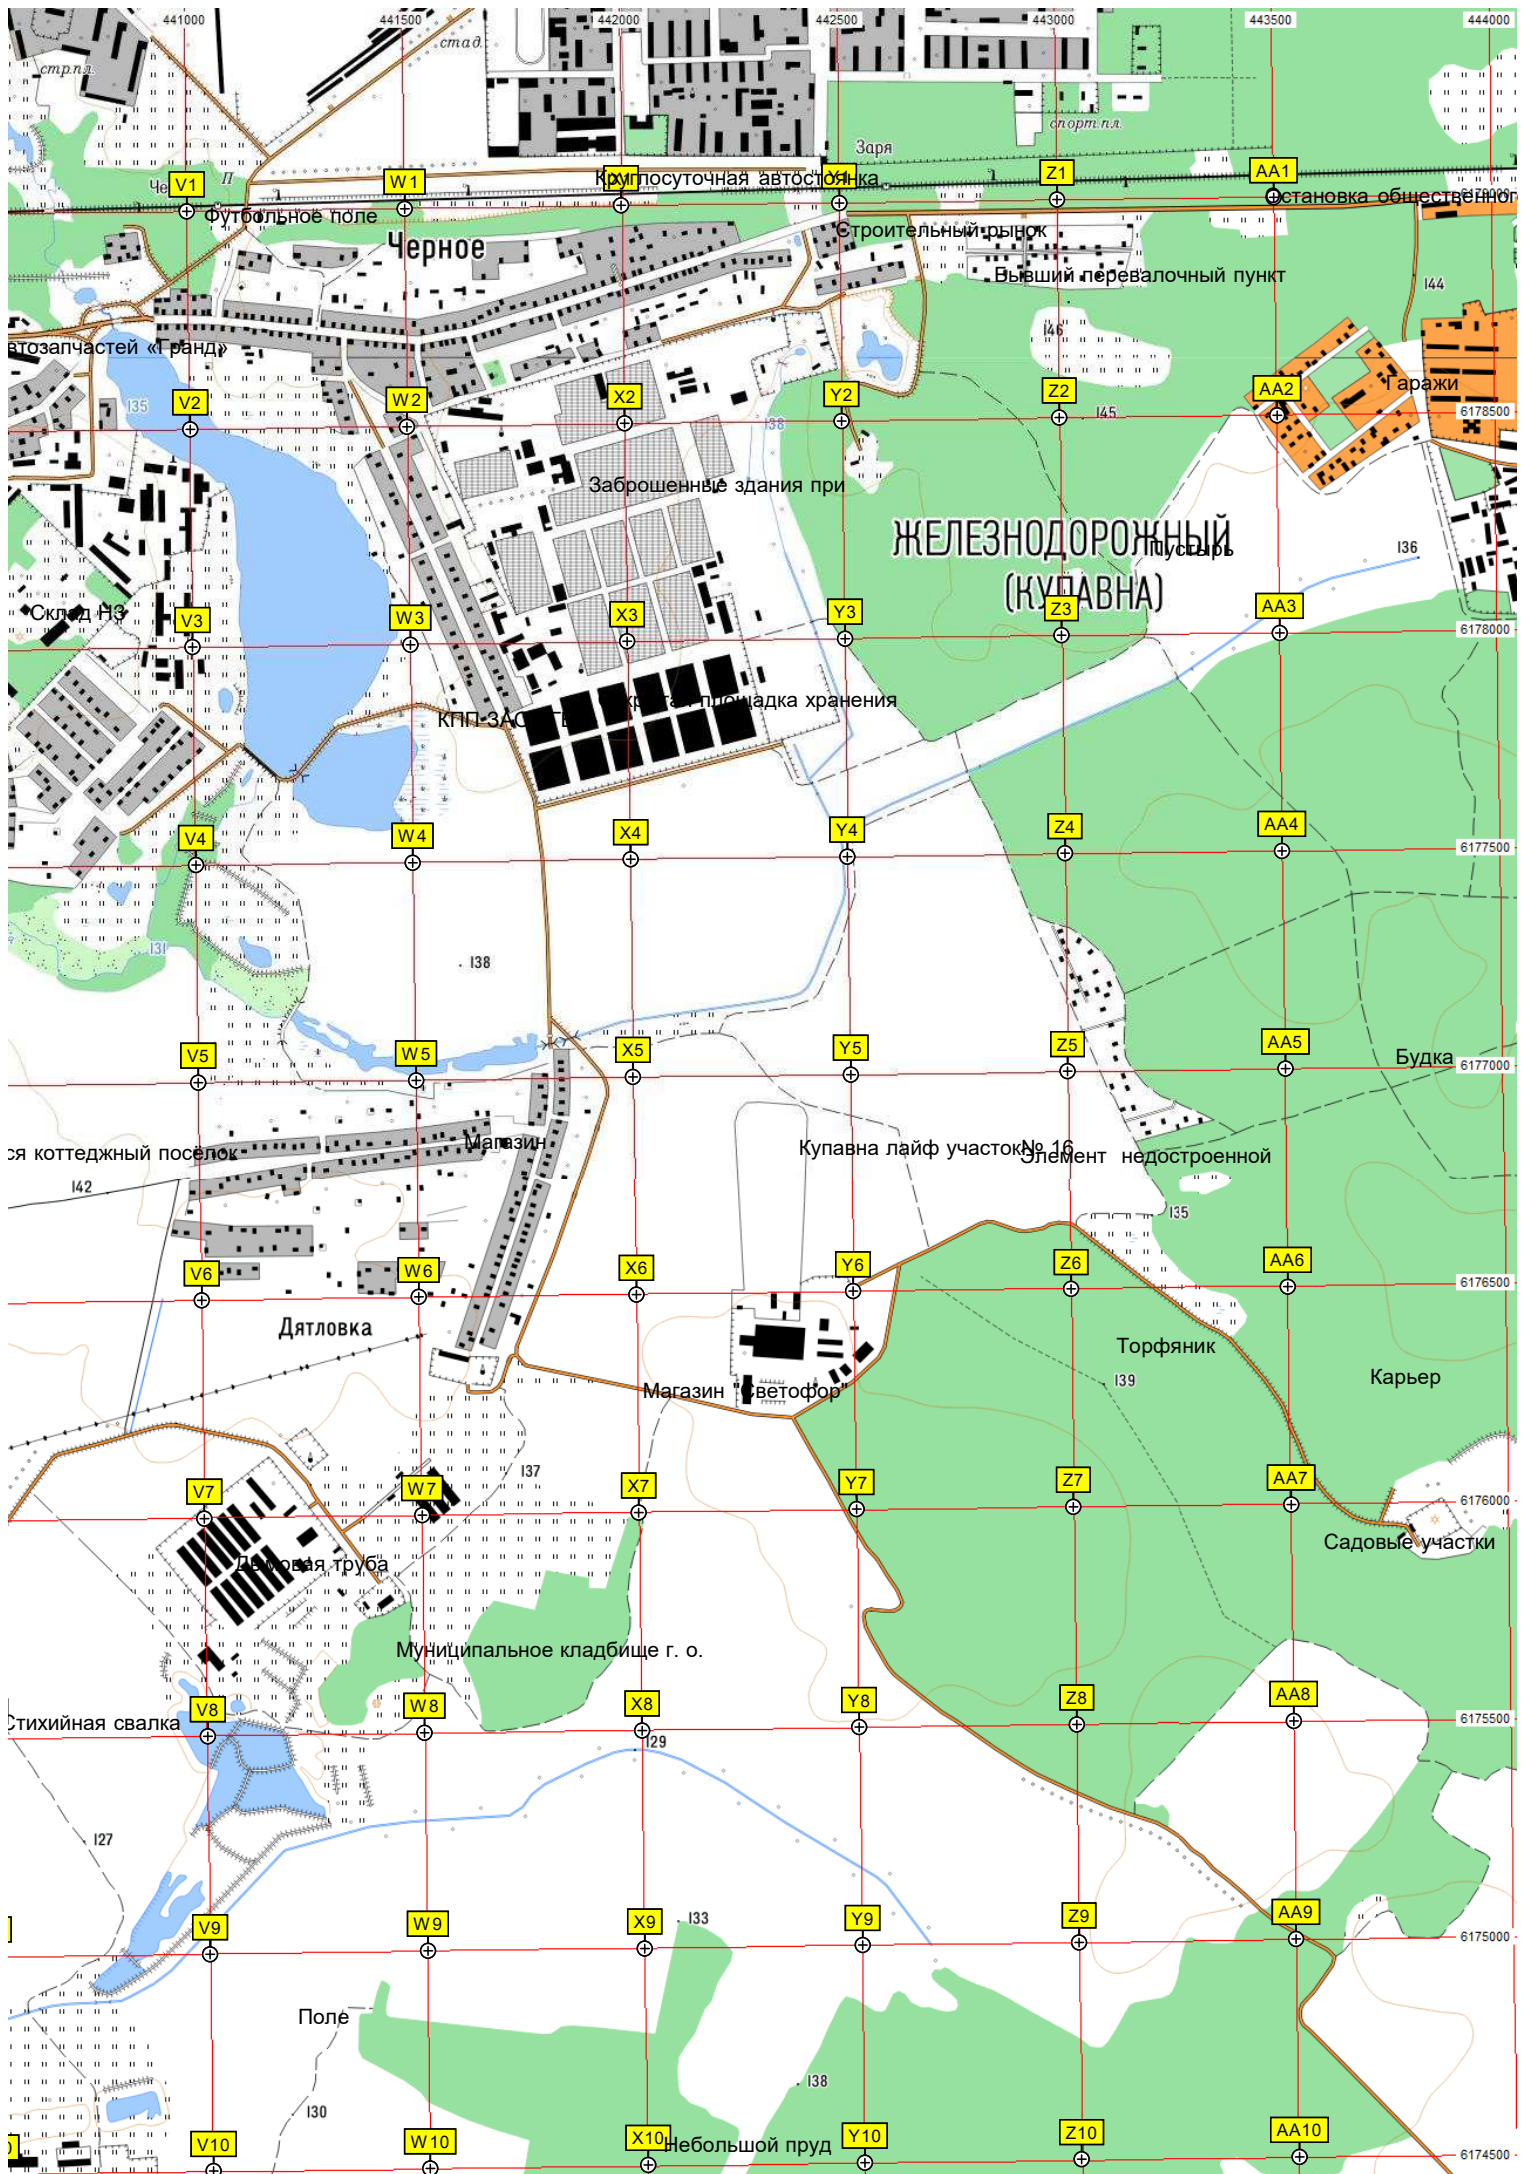 441000 441500 442000 442500 443000 443500 444000
стад.
стр.пл.
спорт.пл.
Заря
V1 W1 X1 Y1 Z1 AA1
П
Круглосуточная автостоянка
6179000
Остановка общественног
Футбольное поле
Черное
Строительный рынок
Бывший перевалочный пункт
144
146
втозапчастей «Гранд»
Гаражи
V2 W2 X2 Y2 Z2 AA2
135
138
145
6178500
Заброшенные здания при
ЖЕЛЕЗНОДОРОЖНЫЙ
Пустырь
136
(КУПАВНА)
Склад НЗ
V3 W3 X3 Y3 Z3 AA3
6178000
площадка хранения
V4 W4 X4 Y4 Z4 AA4
6177500
131
138
V5 W5 X5 Y5 Z5 AA5
Будка
6177000
Магазин
Купавна лайф участок № 16
ся коттеджный посёлок
Элемент недостроенной
142
135
V6 W6 X6 Y6 Z6 AA6
6176500
Дятловка
Торфяник
139
Карьер
Магазин "Светофор"
137
V7 W7 X7 Y7 Z7 AA7
6176000
Садовые участки
Дымовая труба
Муниципальное кладбище г. о.
V8 W8 X8 Y8 Z8 AA8
Стихийная свалка
6175500
129
127
V9 W9 X9 Y9 Z9 AA9
133
6175000
Поле
138
130
V10 W10 X10 Y10 Z10 AA10
Небольшой пруд
6174500